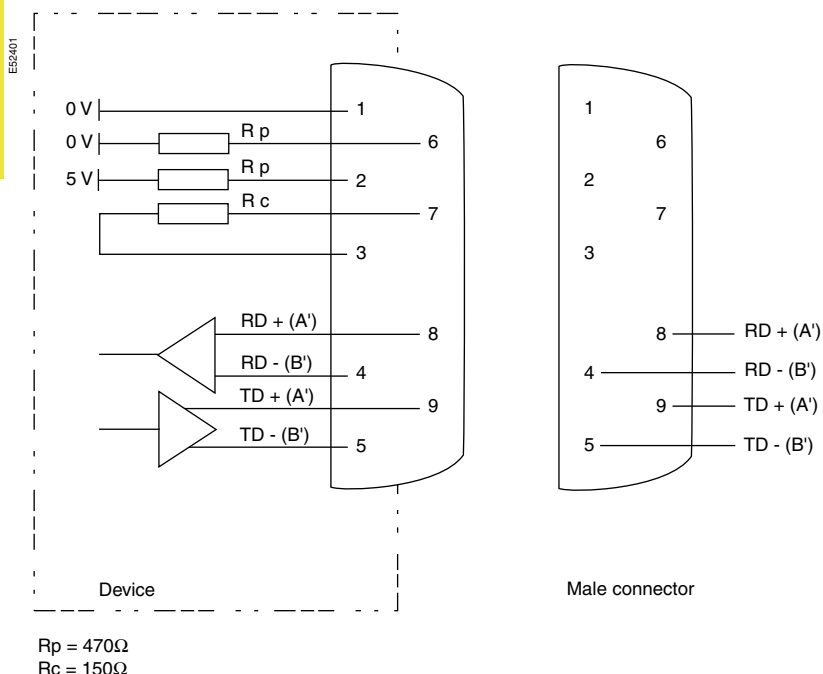 E52401
0 V
1
1
0 V
R p
6
6
5 V
R p
2
2
R c
7
7
3
3
RD + (A')
8
8
RD + (A')
RD - (B')
4
4
RD - (B')
TD + (A')
9
9
TD + (A')
TD - (B')
5
5
TD - (B')
Device
Male connector
Rp = 470Ω
Rc = 150Ω